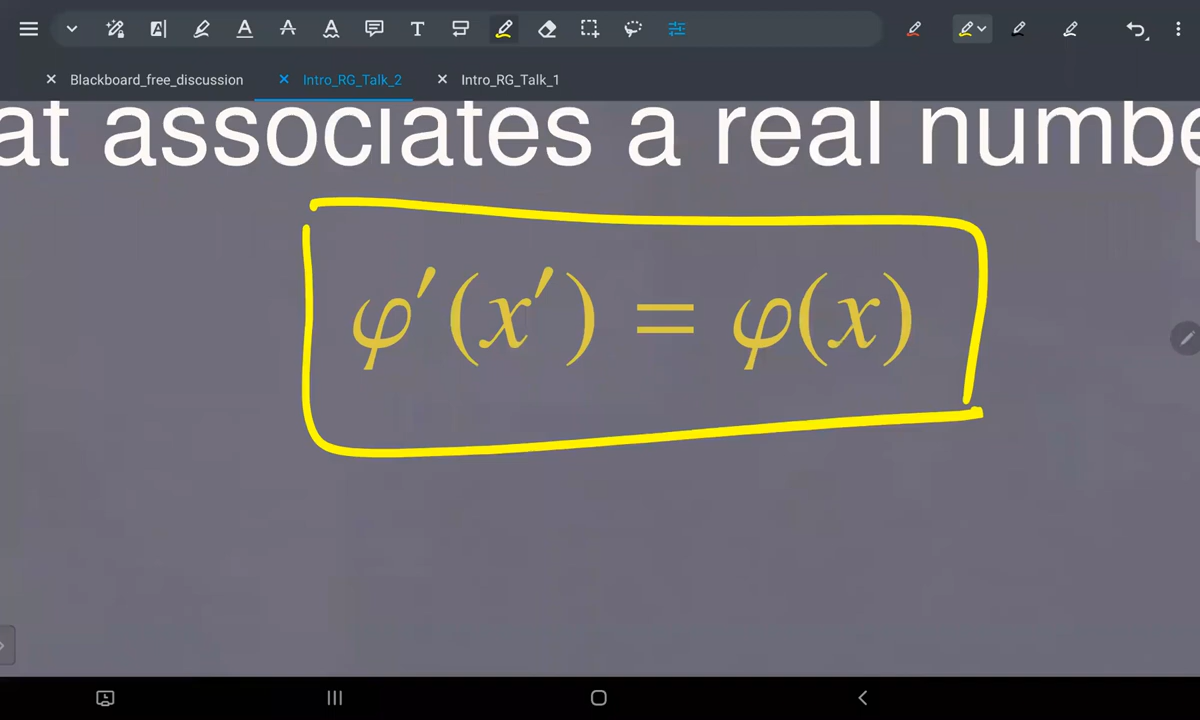 Blackboard_free_discussion Intro_RG_Talk_2 Intro_RG_Talk_1
at associates a real numbe
φ′(x′) = φ(x)